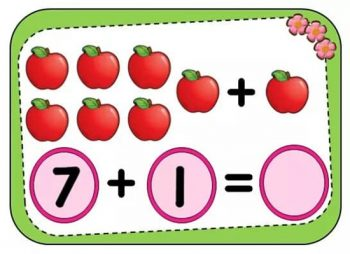 +
7 + 1 =